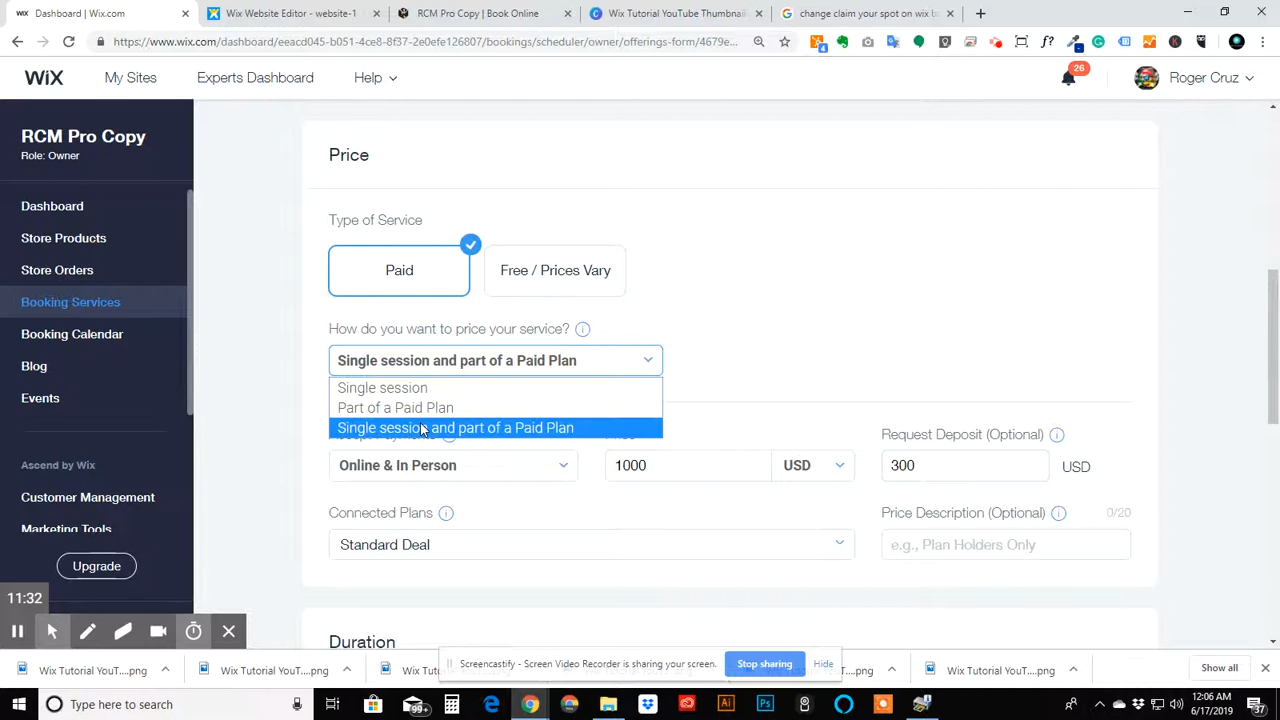 Dashboard | Wix.com
Wix Website Editor - website-1
RCM Pro Copy | Book Online
Wix Tutorial YouTube Thumbnail
change claim your spot on wix b
https://www.wix.com/dashboard/eeacd045-b051-4ce8-8f37-2e0efe126807/bookings/scheduler/owner/offerings-form/4679e...
WiX
My Sites
Experts Dashboard
Help
26
Roger Cruz
RCM Pro Copy
Role: Owner
Dashboard
Store Products
Store Orders
Booking Services
Booking Calendar
Blog
Events
Ascend by Wix
Customer Management
Marketing Tools
Upgrade
Price
Type of Service
Paid
Free / Prices Vary
How do you want to price your service?
Single session and part of a Paid Plan
Single session
Part of a Paid Plan
Single session and part of a Paid Plan
Request Deposit (Optional)
Online & In Person
1000
USD
300
USD
Connected Plans
Price Description (Optional)
0/20
Standard Deal
e.g., Plan Holders Only
Duration
11:32
Screencastify - Screen Video Recorder is sharing your screen.
Stop sharing
Hide
Wix Tutorial YouT....png
Wix Tutorial YouT....png
Wix Tutorial YouT....png
Show all
Type here to search
99+
12:06 AM
6/17/2019
37